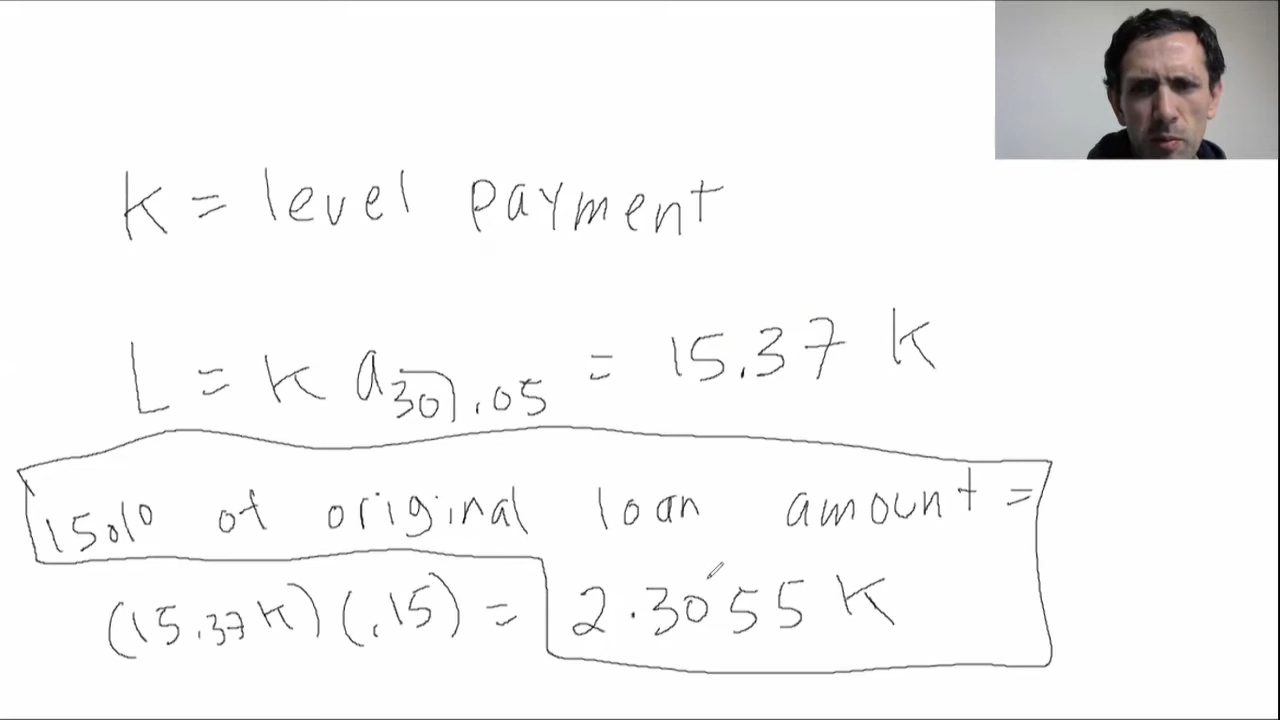 K = level payment
L = K a30⌉.05 = 15.37 K
15% of original loan amount =
(15.37K)(.15) = 2.3055 K